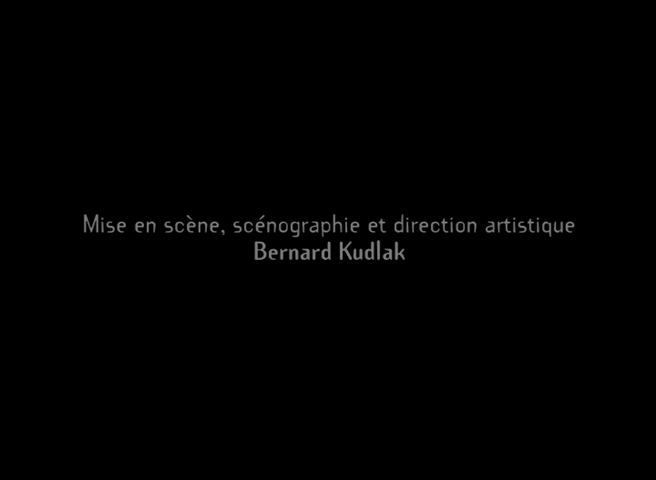 Mise en scène, scénographie et direction artistique
Bernard Kudlak